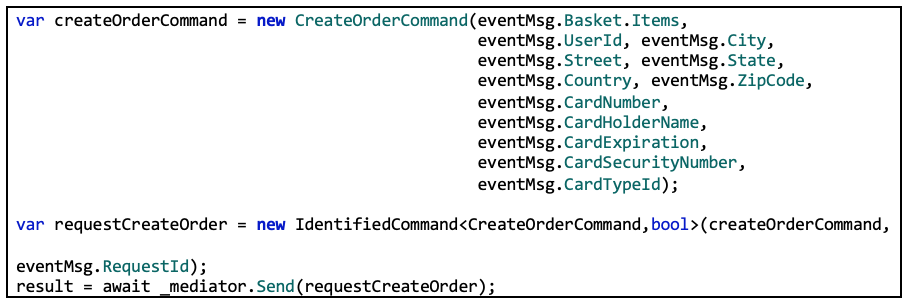 var createOrderCommand = new CreateOrderCommand(eventMsg.Basket.Items,
eventMsg.UserId, eventMsg.City,
eventMsg.Street, eventMsg.State,
eventMsg.Country, eventMsg.ZipCode,
eventMsg.CardNumber,
eventMsg.CardHolderName,
eventMsg.CardExpiration,
eventMsg.CardSecurityNumber,
eventMsg.CardTypeId);
var requestCreateOrder = new IdentifiedCommand<CreateOrderCommand,bool>(createOrderCommand,
eventMsg.RequestId);
result = await _mediator.Send(requestCreateOrder);